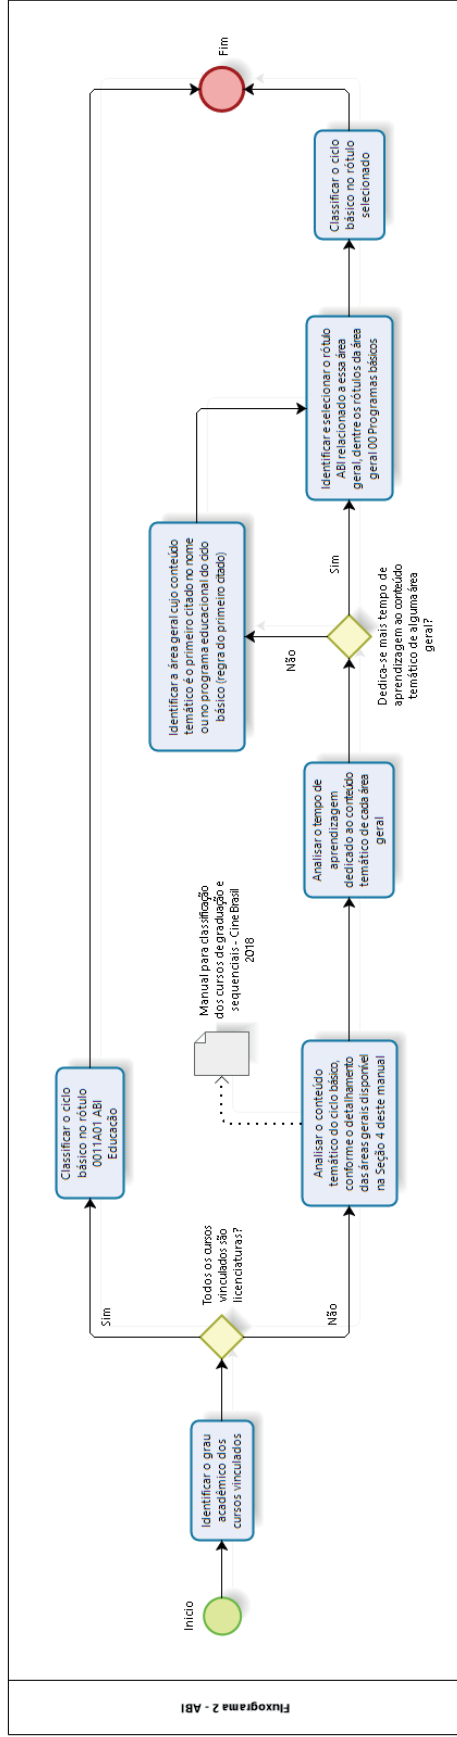 Fluxograma 2 - ABI
Início
Identificar o grau
acadêmico dos
cursos vinculados
Todos os cursos
vinculados são
licenciaturas?
Sim
Classificar o ciclo
básico no rótulo
0011A01 ABI
Educação
Não
Analisar o conteúdo
temático do ciclo básico,
conforme o detalhamento
das áreas gerais disponível
na Seção 4 deste manual
Manual para classificação
dos cursos de graduação e
sequenciais - Cine Brasil
2018
Analisar o tempo de
aprendizagem
dedicado ao conteúdo
temático de cada área
geral
Dedica-se mais tempo de
aprendizagem ao conteúdo
temático de alguma área
geral?
Não
Identificar a área geral cujo conteúdo
temático é o primeiro citado no nome
ou no programa educacional do ciclo
básico (regra do primeiro citado)
Sim
Identificar e selecionar o rótulo
ABI relacionado a essa área
geral, dentre os rótulos da área
geral 00 Programas básicos
Classificar o ciclo
básico no rótulo
selecionado
Fim